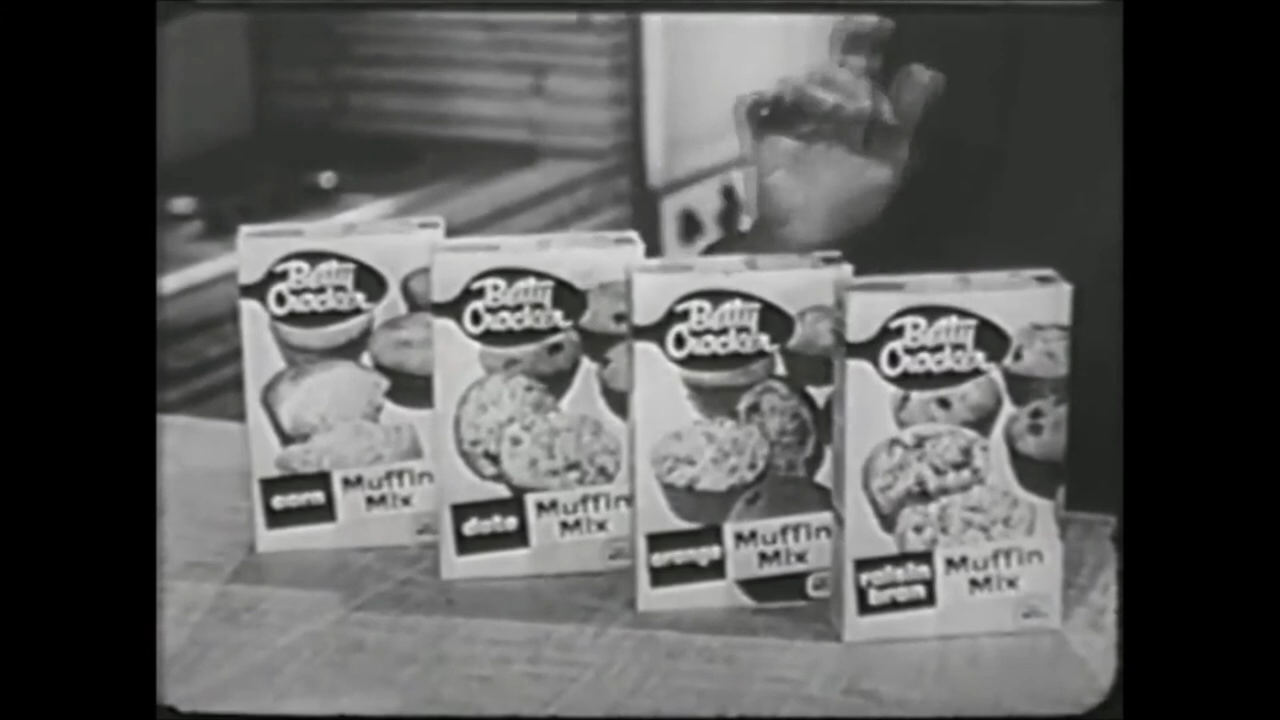 Betty
Crocker
corn
Muffin
Mix
Betty
Crocker
date
Muffin
Mix
Betty
Crocker
orange
Muffin
Mix
Betty
Crocker
raisin
bran
Muffin
Mix